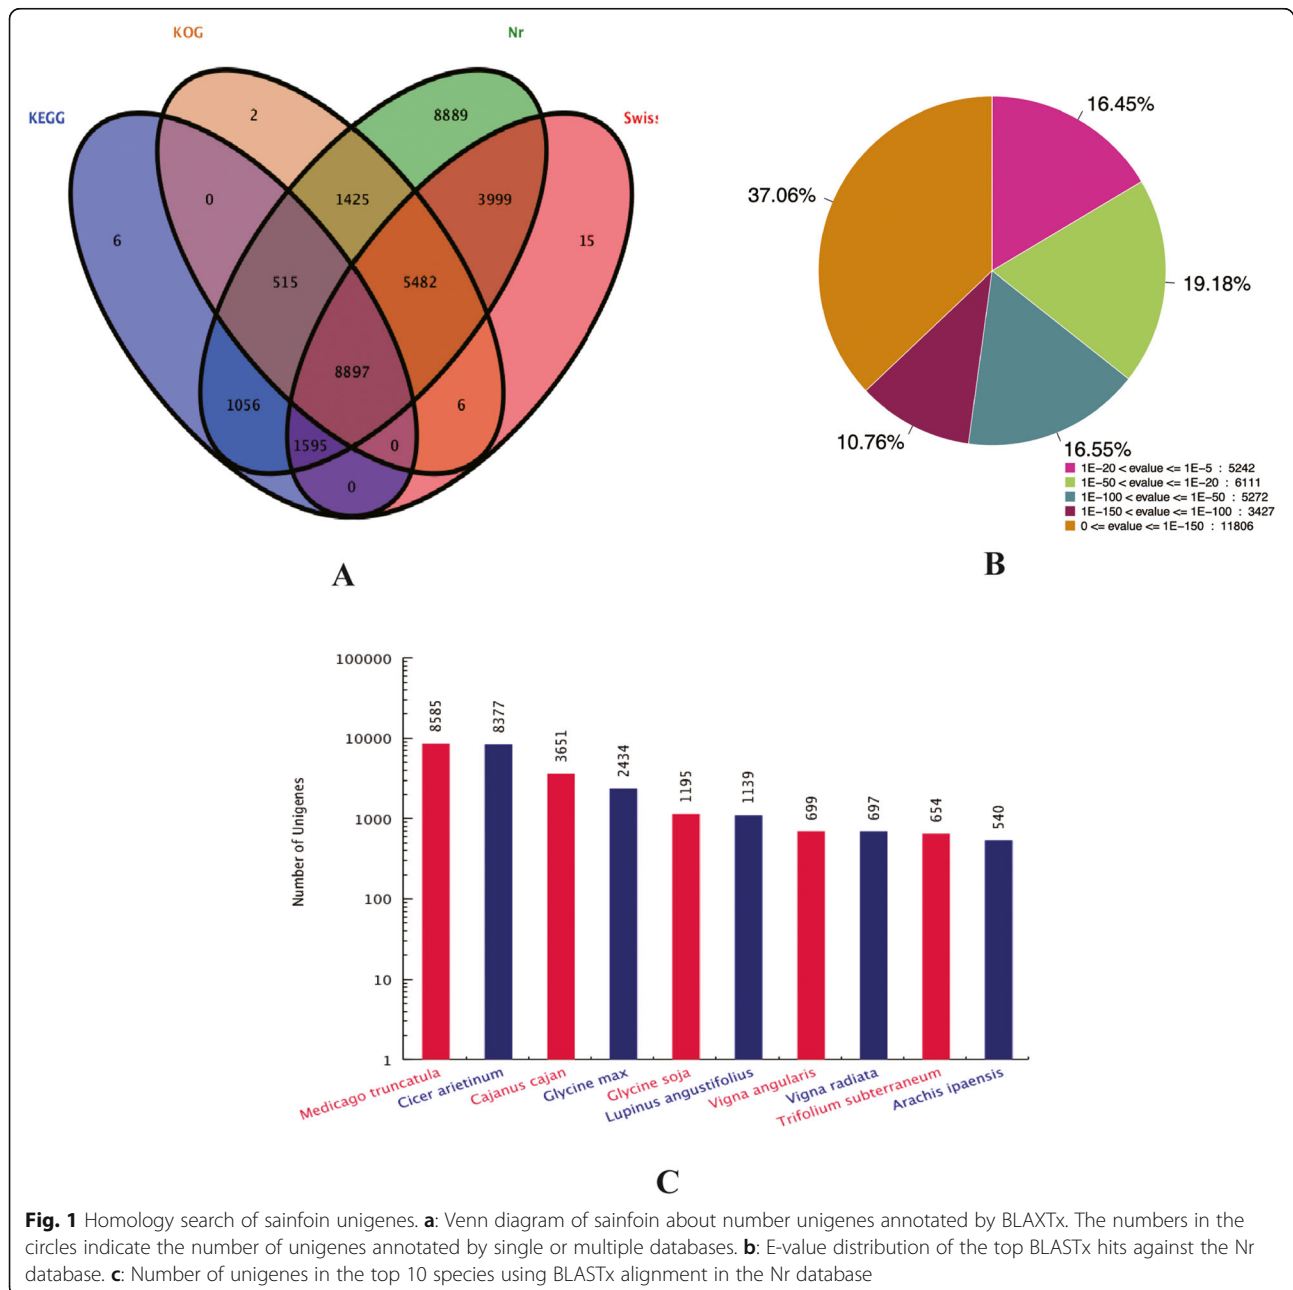 KOG
Nr
KEGG
Swiss
2
8889
0
1425
3999
6
15
515
5482
8897
1056
6
1595
0
0
A
16.45%
37.06%
19.18%
10.76%
16.55%
1E−20 < evalue <= 1E−5 : 5242
1E−50 < evalue <= 1E−20 : 6111
1E−100 < evalue <= 1E−50 : 5272
1E−150 < evalue <= 1E−100 : 3427
0 <= evalue <= 1E−150 : 11806
B
Number of Unigenes
100000
10000
1000
100
10
1
8585
8377
3651
2434
1195
1139
699
697
654
540
Medicago truncatula
Cicer arietinum
Cajanus cajan
Glycine max
Glycine soja
Lupinus angustifolius
Vigna angularis
Vigna radiata
Trifolium subterraneum
Arachis ipaensis
C
Fig. 1 Homology search of sainfoin unigenes. a: Venn diagram of sainfoin about number unigenes annotated by BLAXTx. The numbers in the
circles indicate the number of unigenes annotated by single or multiple databases. b: E-value distribution of the top BLASTx hits against the Nr
database. c: Number of unigenes in the top 10 species using BLASTx alignment in the Nr database